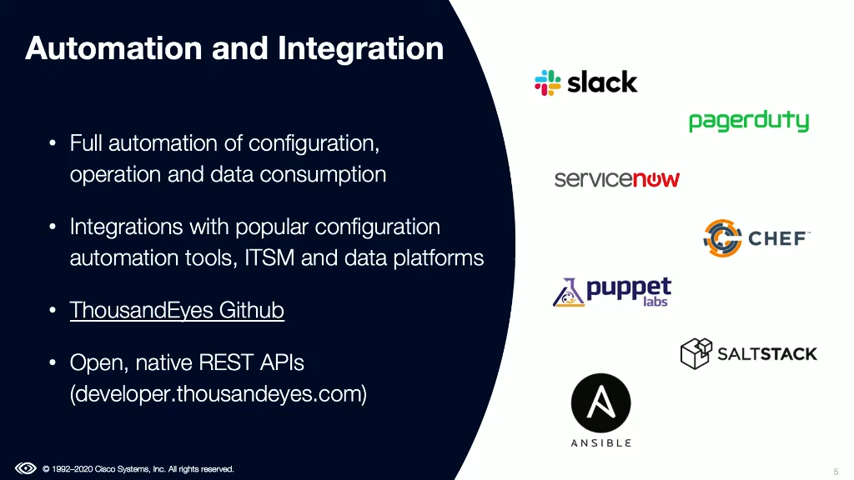 Automation and Integration
• Full automation of configuration,
operation and data consumption
• Integrations with popular configuration
automation tools, ITSM and data platforms
• ThousandEyes Github
• Open, native REST APIs
(developer.thousandeyes.com)
slack
pagerduty
servicenow
CHEF™
puppet
labs
SALTSTACK
ANSIBLE
© 1992–2020 Cisco Systems, Inc. All rights reserved.
5